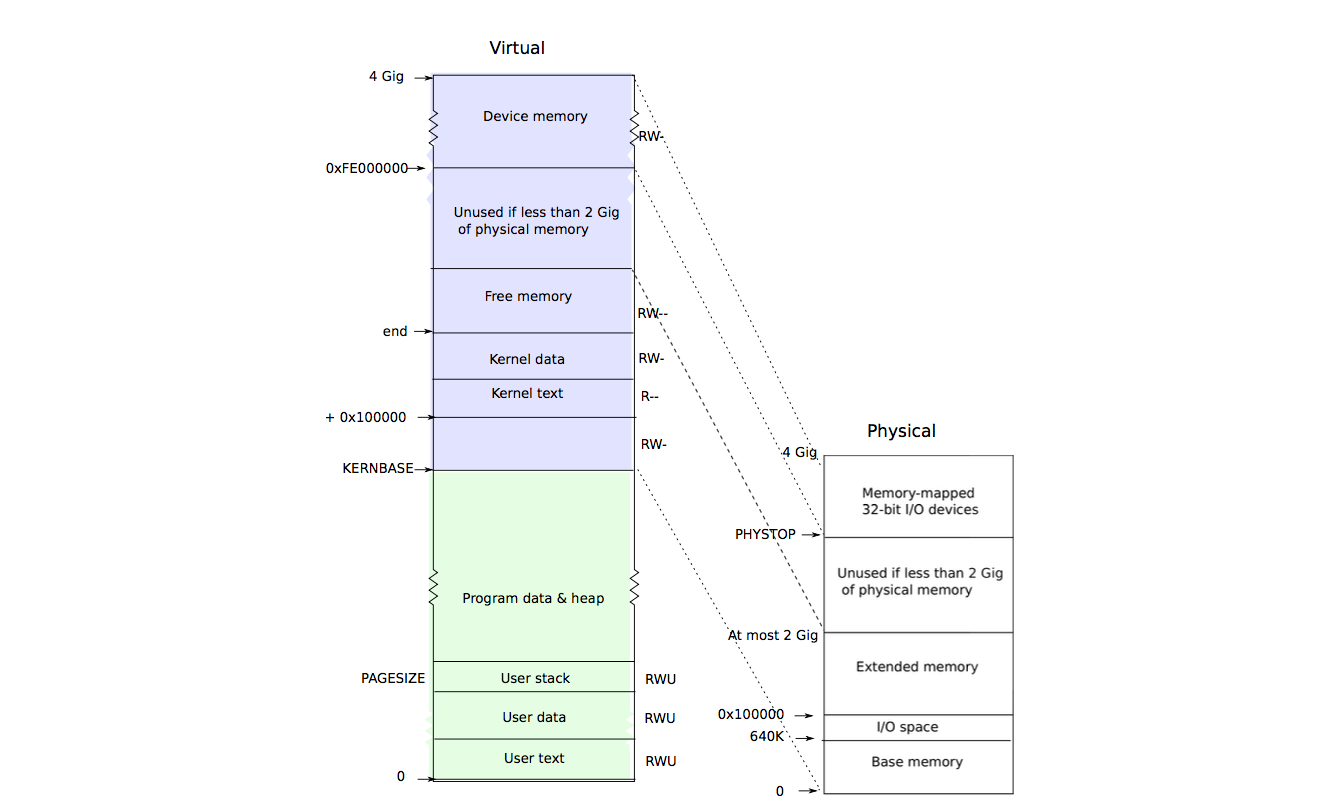 Virtual
4 Gig
Device memory
RW-
0xFE000000
Unused if less than 2 Gig
of physical memory
Free memory
RW--
end
Kernel data
RW-
Kernel text
R--
+ 0x100000
RW-
KERNBASE
Program data & heap
PAGESIZE
User stack
RWU
User data
RWU
User text
RWU
0
Physical
4 Gig
Memory-mapped
32-bit I/O devices
PHYSTOP
Unused if less than 2 Gig
of physical memory
At most 2 Gig
Extended memory
0x100000
I/O space
640K
Base memory
0